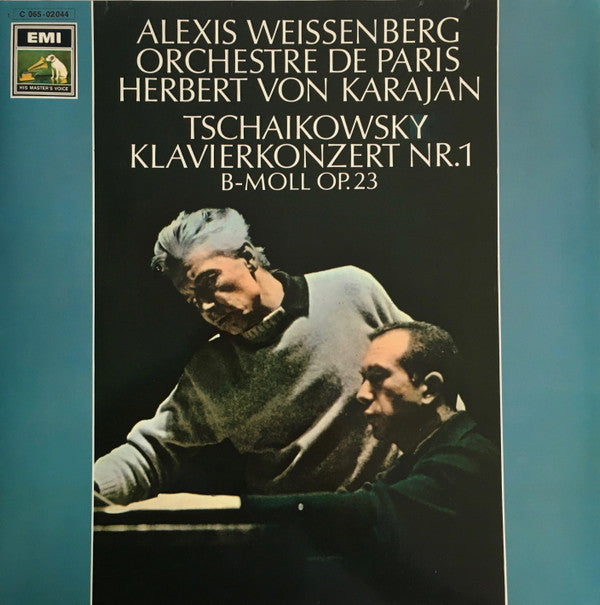 1 C 065-02044
EMI
HIS MASTER'S VOICE
ALEXIS WEISSENBERG
ORCHESTRE DE PARIS
HERBERT VON KARAJAN
TSCHAIKOWSKY
KLAVIERKONZERT NR.1
B-MOLL OP.23